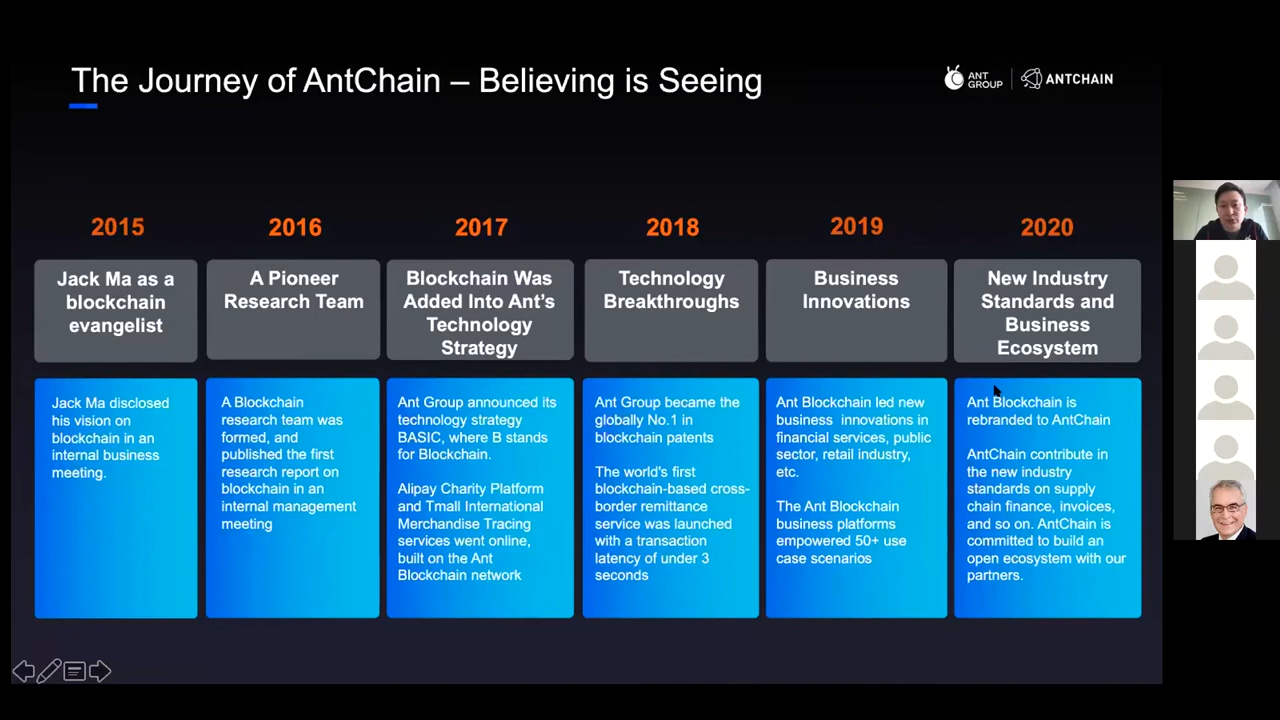 The Journey of AntChain – Believing is Seeing
ANT
GROUP
ANTCHAIN
2015
Jack Ma as a
blockchain
evangelist
Jack Ma disclosed
his vision on
blockchain in an
internal business
meeting.
2016
A Pioneer
Research Team
A Blockchain
research team was
formed, and
published the first
research report on
blockchain in an
internal management
meeting
2017
Blockchain Was
Added Into Ant's
Technology
Strategy
Ant Group announced its
technology strategy
BASIC, where B stands
for Blockchain.
Alipay Charity Platform
and Tmall International
Merchandise Tracing
services went online,
built on the Ant
Blockchain network
2018
Technology
Breakthroughs
Ant Group became the
globally No.1 in
blockchain patents
The world's first
blockchain-based cross-
border remittance
service was launched
with a transaction
latency of under 3
seconds
2019
Business
Innovations
Ant Blockchain led new
business innovations in
financial services, public
sector, retail industry,
etc.
The Ant Blockchain
business platforms
empowered 50+ use
case scenarios
2020
New Industry
Standards and
Business
Ecosystem
Ant Blockchain is
rebranded to AntChain
AntChain contribute in
the new industry
standards on supply
chain finance, invoices,
and so on. AntChain is
committed to build an
open ecosystem with our
partners.